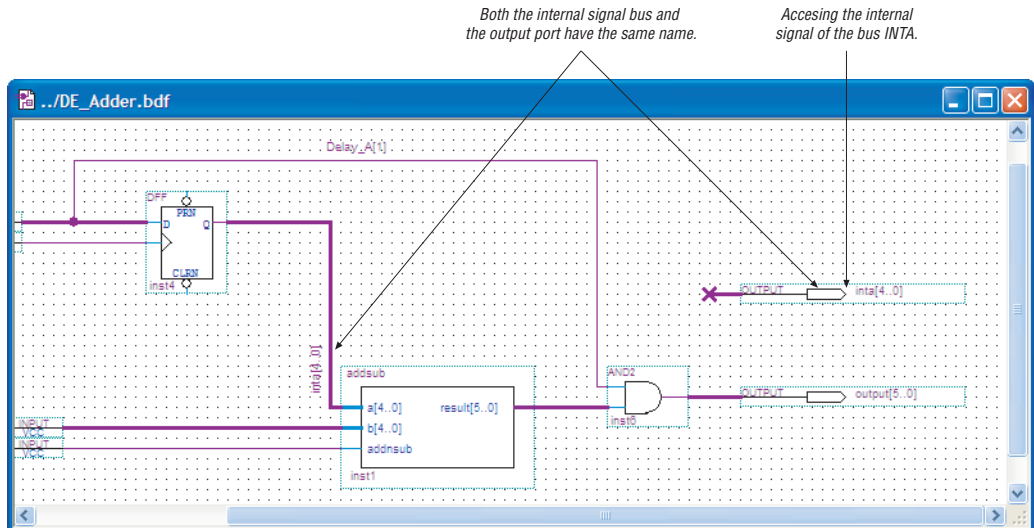 Both the internal signal bus and
the output port have the same name.
Accesing the internal
signal of the bus INTA.
../DE_Adder.bdf
Delay_A[1]
DFF
PRN
D
Q
CLRN
inst4
OUTPUT
inta[4..0]
inta[4..0]
addsub
a[4..0]
result[5..0]
b[4..0]
addnsub
inst1
AND2
inst6
OUTPUT
output[5..0]
INPUT
VCC
INPUT
VCC